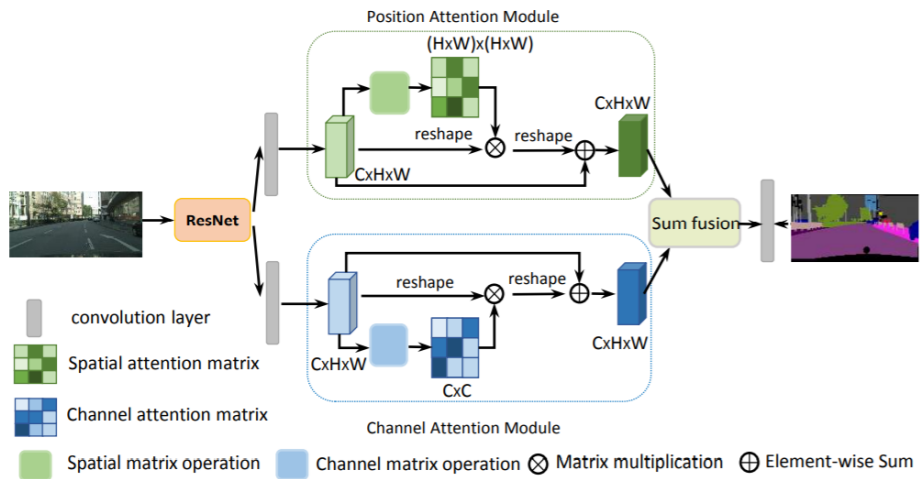 Position Attention Module
(HxW)x(HxW)
CxHxW
reshape
reshape
CxHxW
ResNet
Sum fusion
reshape
reshape
CxHxW
CxHxW
CxC
Channel Attention Module
convolution layer
Spatial attention matrix
Channel attention matrix
Spatial matrix operation
Channel matrix operation
Matrix multiplication
Element-wise Sum